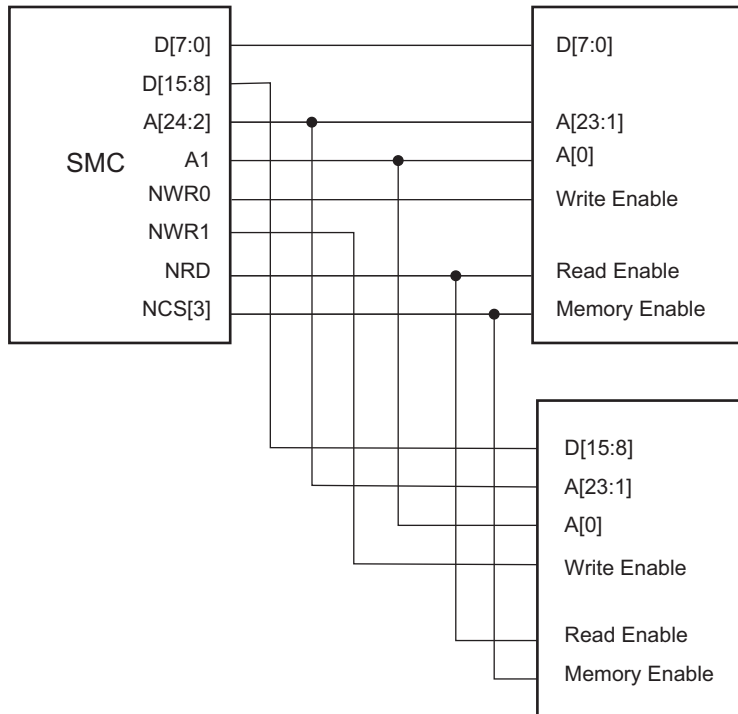 D[7:0] D[7:0]
D[15:8]
A[24:2] A[23:1]
SMC A1 A[0]
NWR0 Write Enable
NWR1
NRD Read Enable
NCS[3] Memory Enable
D[15:8]
A[23:1]
A[0]
Write Enable
Read Enable
Memory Enable